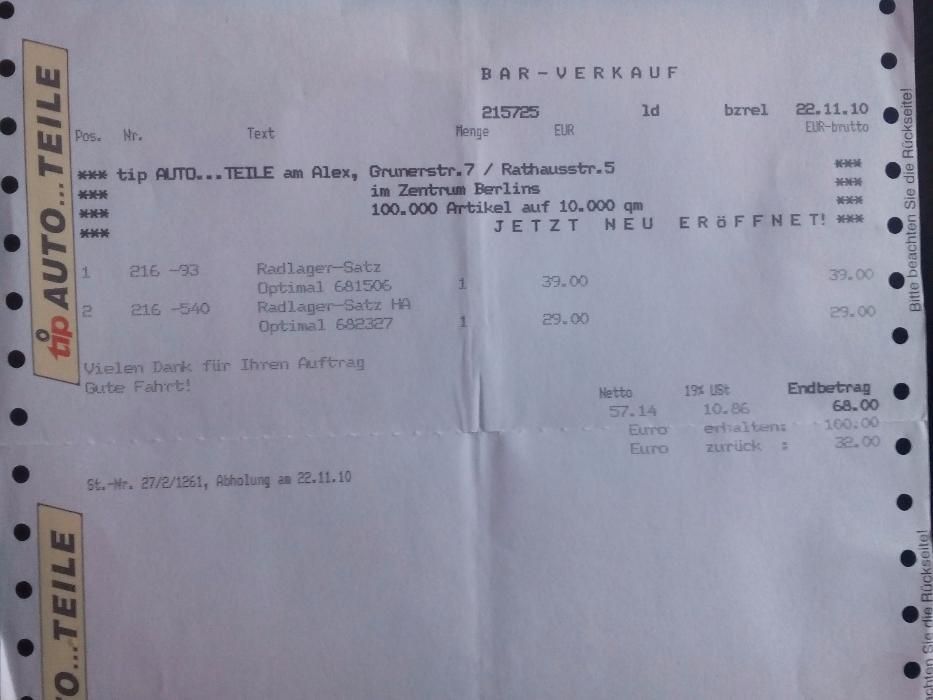 BAR-VERKAUF
215725 ld bzrel 22.11.10
Pos. Nr. Text Menge EUR EUR-brutto
*** tip AUTO...TEILE am Alex, Grunerstr.7 / Rathausstr.5 ***
*** im Zentrum Berlins ***
*** 100.000 Artikel auf 10.000 qm ***
*** JETZT NEU ERöFFNET! ***
1 216 -93 Radlager-Satz
Optimal 681506 1 39.00 39.00
2 216 -540 Radlager-Satz HA
Optimal 682327 1 29.00 29.00
Vielen Dank für Ihren Auftrag
Gute Fahrt!
Netto 19% USt Endbetrag
57.14 10.86 68.00
Euro erhalten: 100.00
Euro zurück : 32.00
St.-Nr. 27/2/1261, Abholung am 22.11.10
tip AUTO...TEILE
O...TEILE
Bitte beachten Sie die Rückseite!
chten Sie die Rückseite!